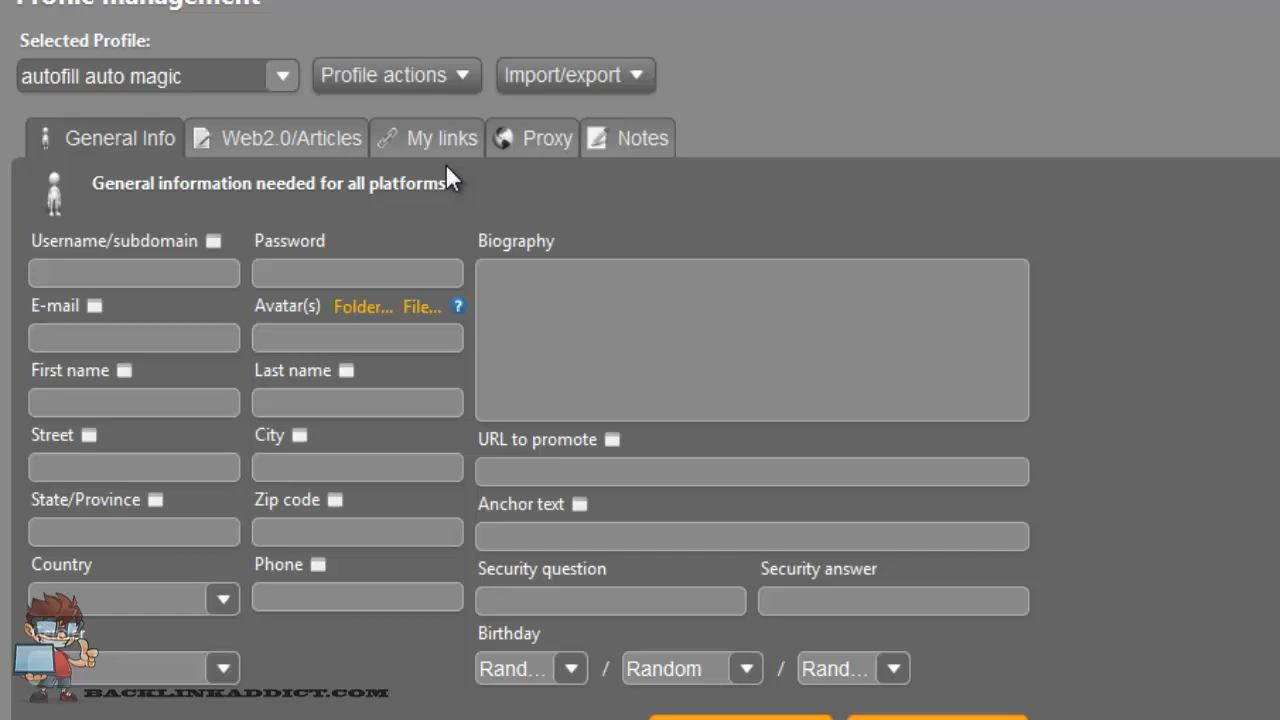 Profile management
Selected Profile:
autofill auto magic
Profile actions
Import/export
General Info
Web2.0/Articles
My links
Proxy
Notes
General information needed for all platforms
Username/subdomain
Password
Biography
E-mail
Avatar(s) Folder... File... ?
First name
Last name
Street
City
URL to promote
State/Province
Zip code
Anchor text
Country
Phone
Security question
Security answer
Birthday
Rand... / Random / Rand...
BACKLINKADDICT.COM